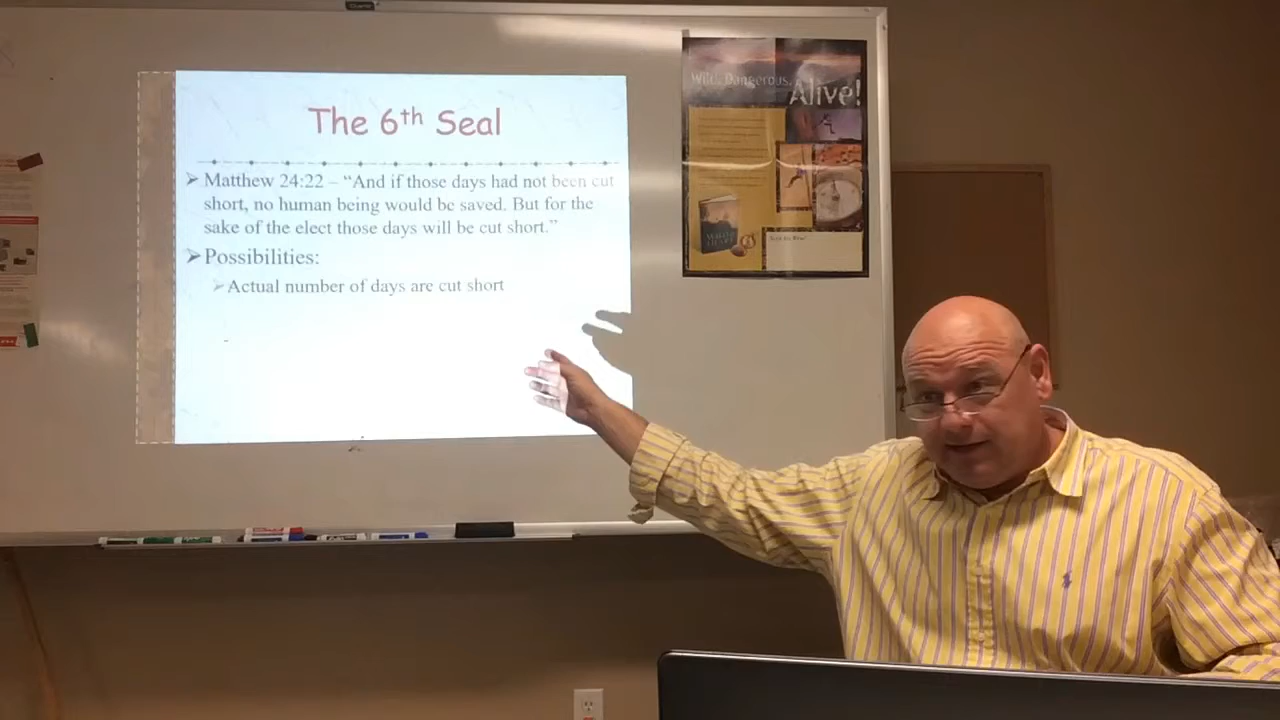 The 6th Seal
➢ Matthew 24:22 – “And if those days had not been cut
short, no human being would be saved. But for the
sake of the elect those days will be cut short.”
➢ Possibilities:
➢ Actual number of days are cut short
Wild, Dangerous,
Alive!